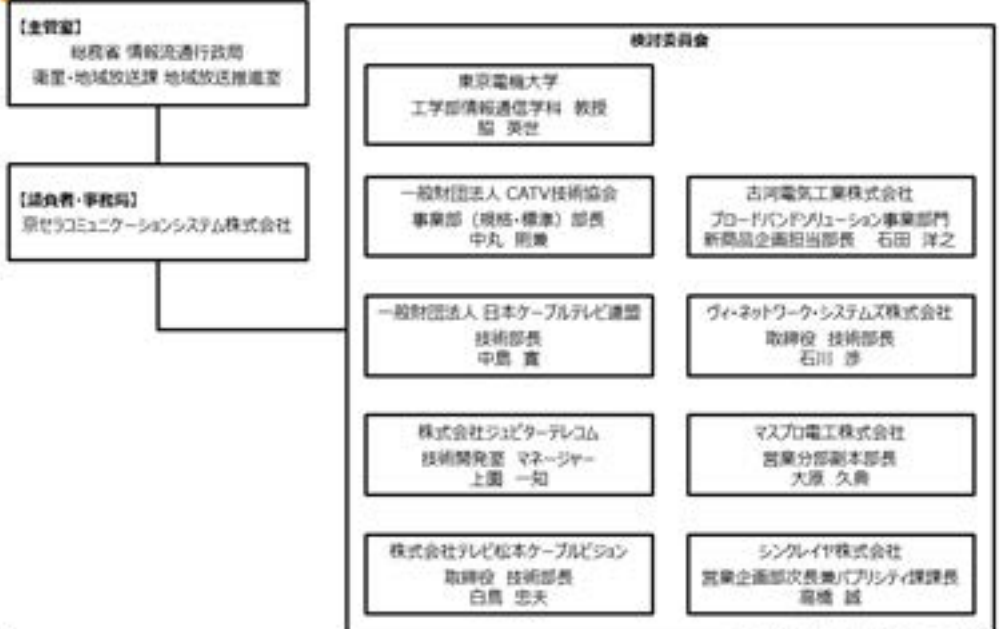 【主管室】
総務省 情報流通行政局
衛星・地域放送課 地域放送推進室
【請負者・事務局】
京セラコミュニケーションシステム株式会社
検討委員会
東京電機大学
工学部情報通信学科 教授
脇 英世
一般財団法人 CATV技術協会
事業部（規格・標準）部長
中丸 則兼
古河電気工業株式会社
ブロードバンドソリューション事業部門
新商品企画担当部長 石田 洋之
一般財団法人 日本ケーブルテレビ連盟
技術部長
中島 寛
ヴィ・ネットワーク・システムズ株式会社
取締役 技術部長
石川 渉
株式会社ジュピターテレコム
技術開発室 マネージャー
上園 一知
マスプロ電工株式会社
営業分部副本部長
大原 久典
株式会社テレビ松本ケーブルビジョン
取締役 技術部長
白鳥 忠夫
シンクレイヤ株式会社
営業企画部次長兼パブリシティ課課長
高橋 誠